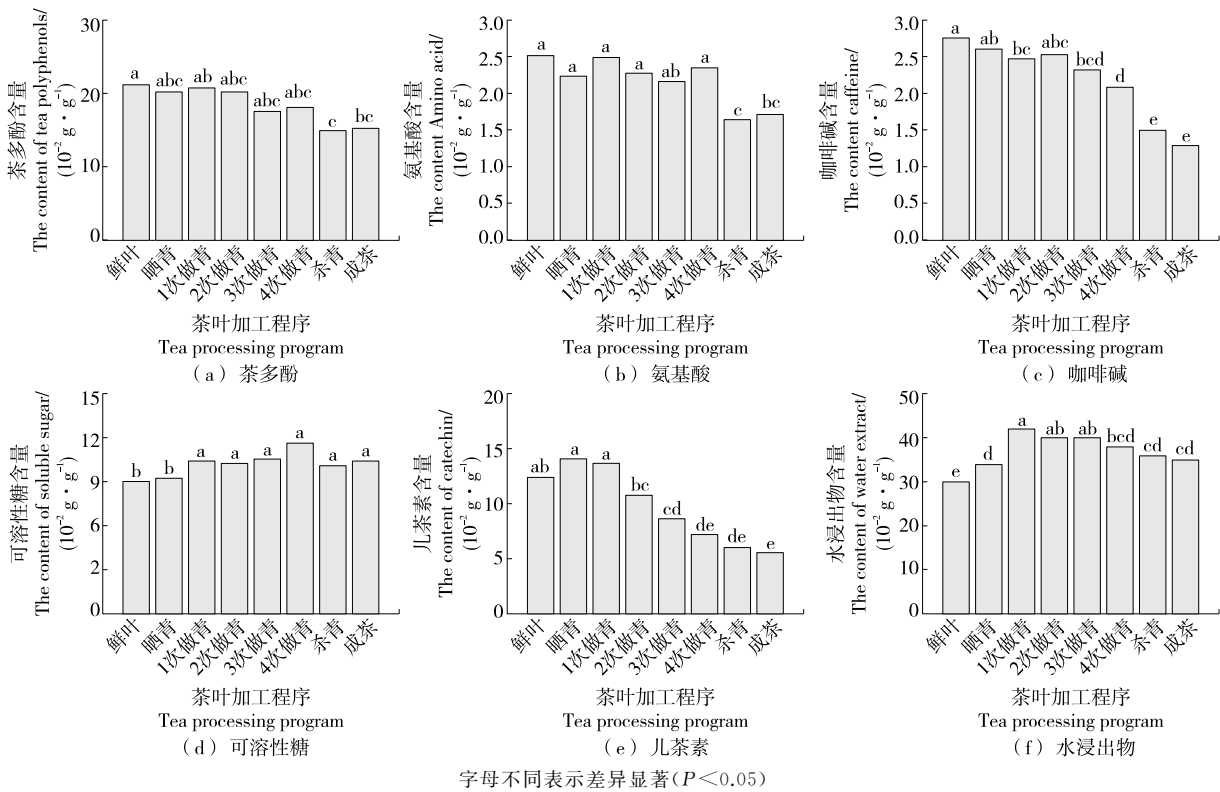 茶多酚含量
The content of tea polyphenols/
(10⁻² g · g⁻¹)
30
20
10
0
a
abc
ab
abc
abc
abc
c
bc
鲜叶
晒青
1次做青
2次做青
3次做青
4次做青
杀青
成茶
茶叶加工程序
Tea processing program
(a) 茶多酚
氨基酸含量
The content Amino acid/
(10⁻² g · g⁻¹)
3.0
2.5
2.0
1.5
1.0
0.5
0.0
a
a
a
a
ab
a
c
bc
鲜叶
晒青
1次做青
2次做青
3次做青
4次做青
杀青
成茶
茶叶加工程序
Tea processing program
(b) 氨基酸
咖啡碱含量
The content caffeine/
(10⁻² g · g⁻¹)
3.0
2.5
2.0
1.5
1.0
0.5
0.0
a
ab
bc
abc
bcd
d
e
e
鲜叶
晒青
1次做青
2次做青
3次做青
4次做青
杀青
成茶
茶叶加工程序
Tea processing program
(c) 咖啡碱
可溶性糖含量
The content of soluble sugar/
(10⁻² g · g⁻¹)
15
12
9
6
2
0
b
b
a
a
a
a
a
a
鲜叶
晒青
1次做青
2次做青
3次做青
4次做青
杀青
成茶
茶叶加工程序
Tea processing program
(d) 可溶性糖
儿茶素含量
The content of catechin/
(10⁻² g · g⁻¹)
20
15
10
5
0
ab
a
a
bc
cd
de
de
e
鲜叶
晒青
1次做青
2次做青
3次做青
4次做青
杀青
成茶
茶叶加工程序
Tea processing program
(e) 儿茶素
水浸出物含量
The content of water extract/
(10⁻² g · g⁻¹)
50
40
30
20
10
0
e
d
a
ab
ab
bcd
cd
cd
鲜叶
晒青
1次做青
2次做青
3次做青
4次做青
杀青
成茶
茶叶加工程序
Tea processing program
(f) 水浸出物
字母不同表示差异显著(P＜0.05)